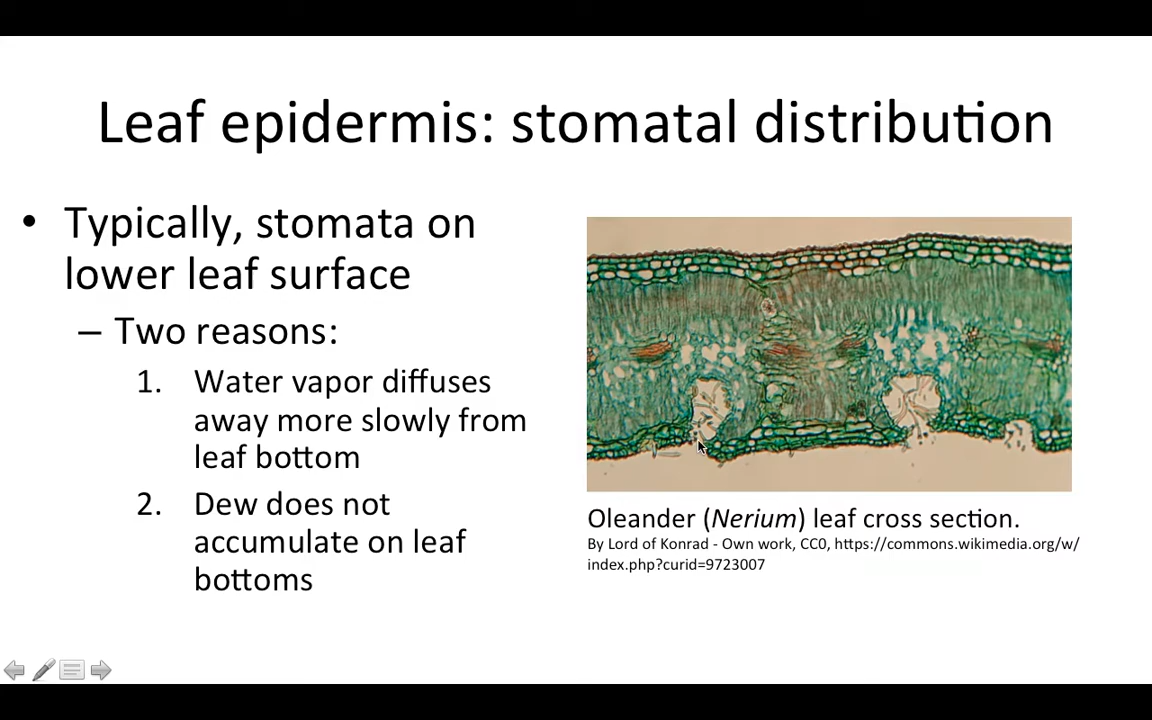 Leaf epidermis: stomatal distribution
• Typically, stomata on
lower leaf surface
– Two reasons:
1. Water vapor diffuses
away more slowly from
leaf bottom
2. Dew does not
accumulate on leaf
bottoms
Oleander (Nerium) leaf cross section.
By Lord of Konrad - Own work, CC0, https://commons.wikimedia.org/w/
index.php?curid=9723007